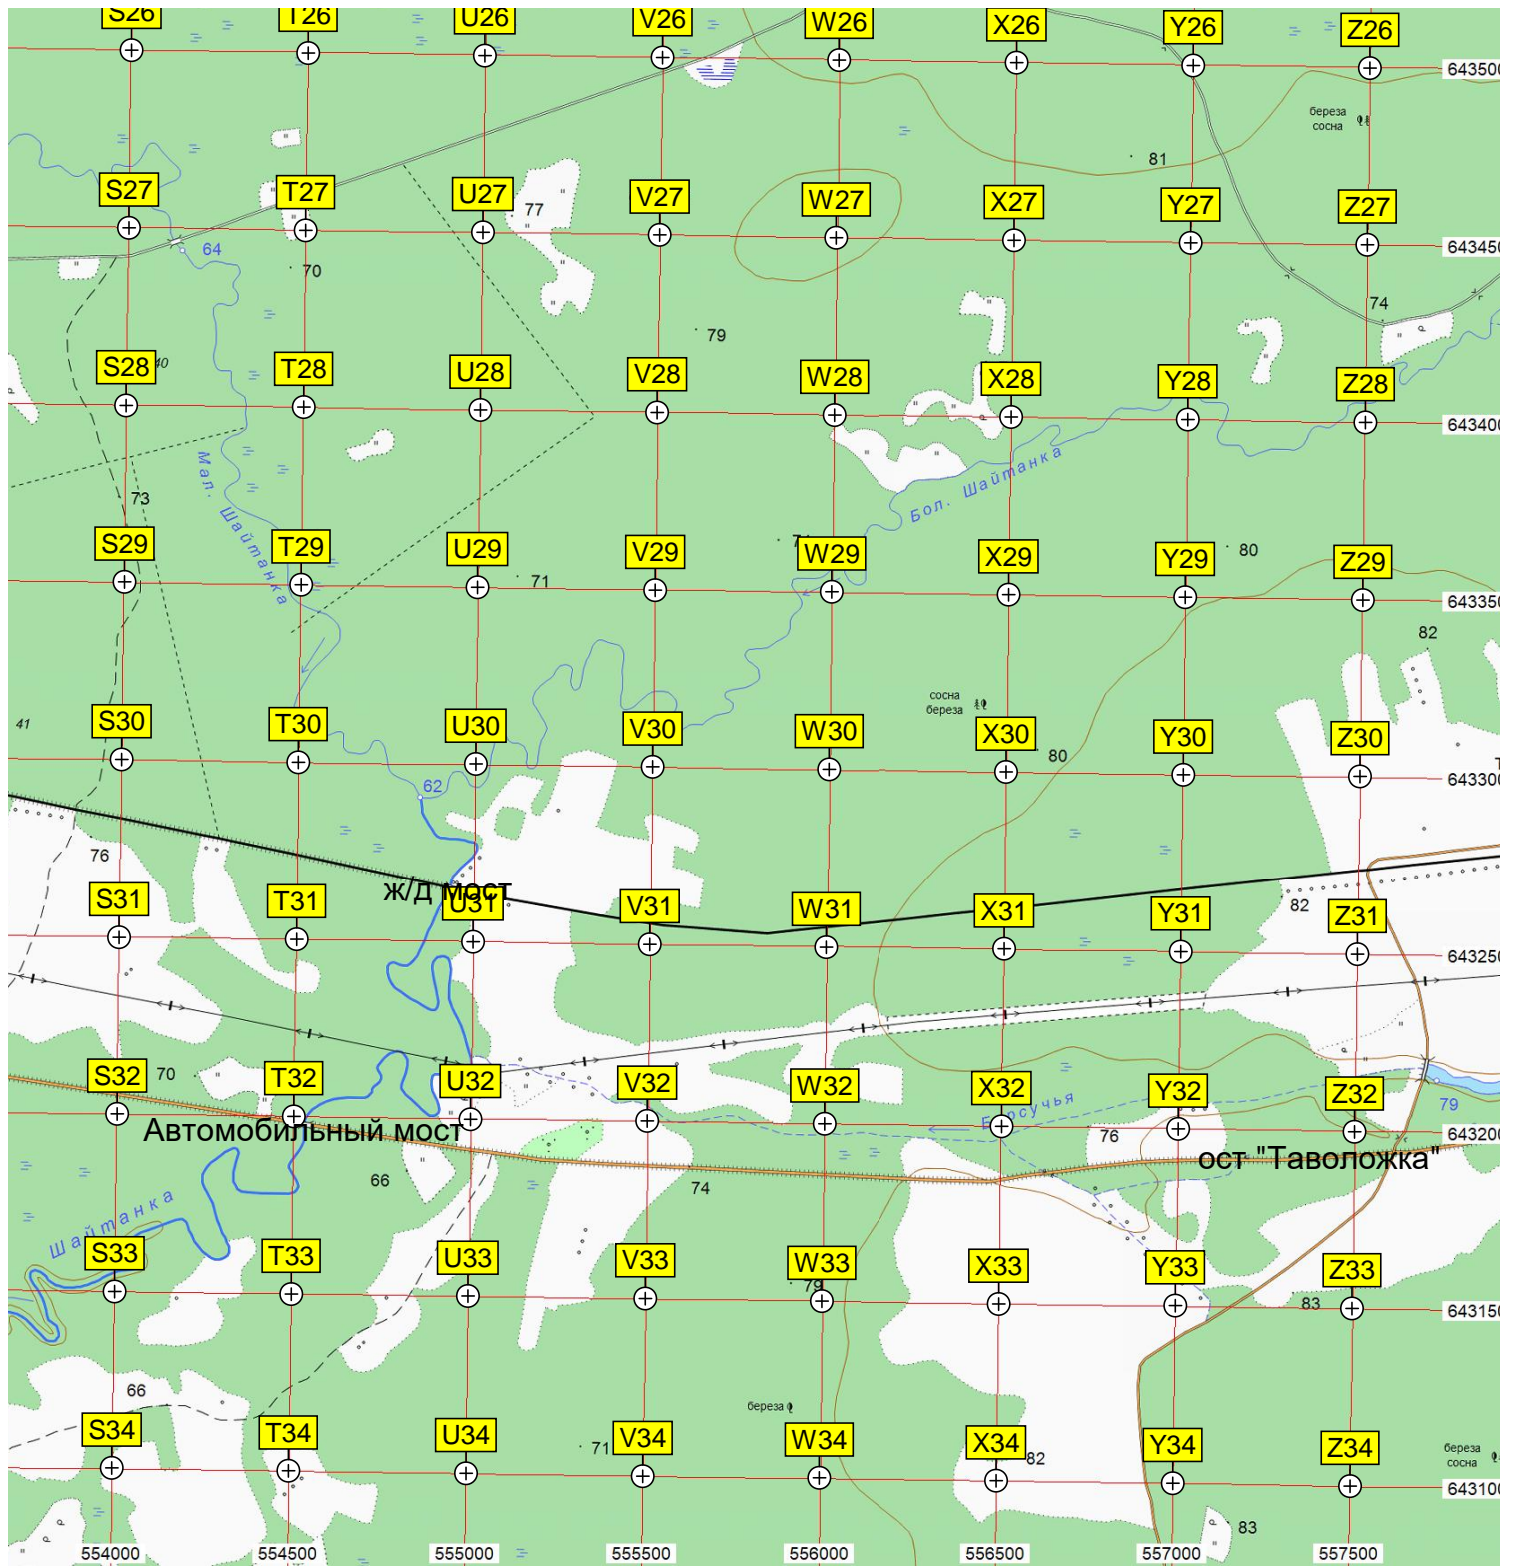 S26 T26 U26 V26 W26 X26 Y26 Z26
643500
береза
сосна
81
S27 T27 U27 V27 W27 X27 Y27 Z27
77
64
643450
70
74
79
S28 T28 U28 V28 W28 X28 Y28 Z28
40
643400
Мал. Шайтанка
Бол. Шайтанка
73
S29 T29 U29 V29 W29 X29 Y29 Z29
80
71
643350
82
сосна
береза
41
S30 T30 U30 V30 W30 X30 Y30 Z30
80
62
643300
76
ж/д мост
82
S31 T31 U31 V31 W31 X31 Y31 Z31
643250
70
S32 T32 U32 V32 W32 X32 Y32 Z32
79
Автомобильный мост
76
643200
ост "Таволожка"
66
74
Шайтанка
S33 T33 U33 V33 W33 X33 Y33 Z33
79
83
643150
66
береза
S34 T34 U34 V34 W34 X34 Y34 Z34
71
82
береза
сосна
643100
83
554000 554500 555000 555500 556000 556500 557000 557500